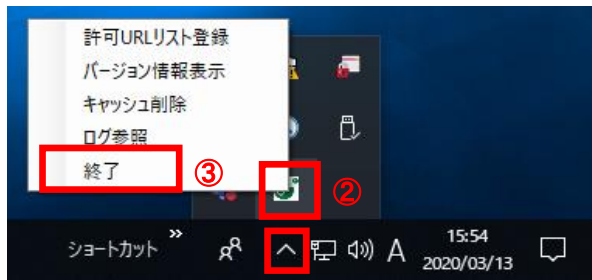 許可URLリスト登録
バージョン情報表示
キャッシュ削除
ログ参照
終了
③
②
ショートカット
»
A
15:54
2020/03/13